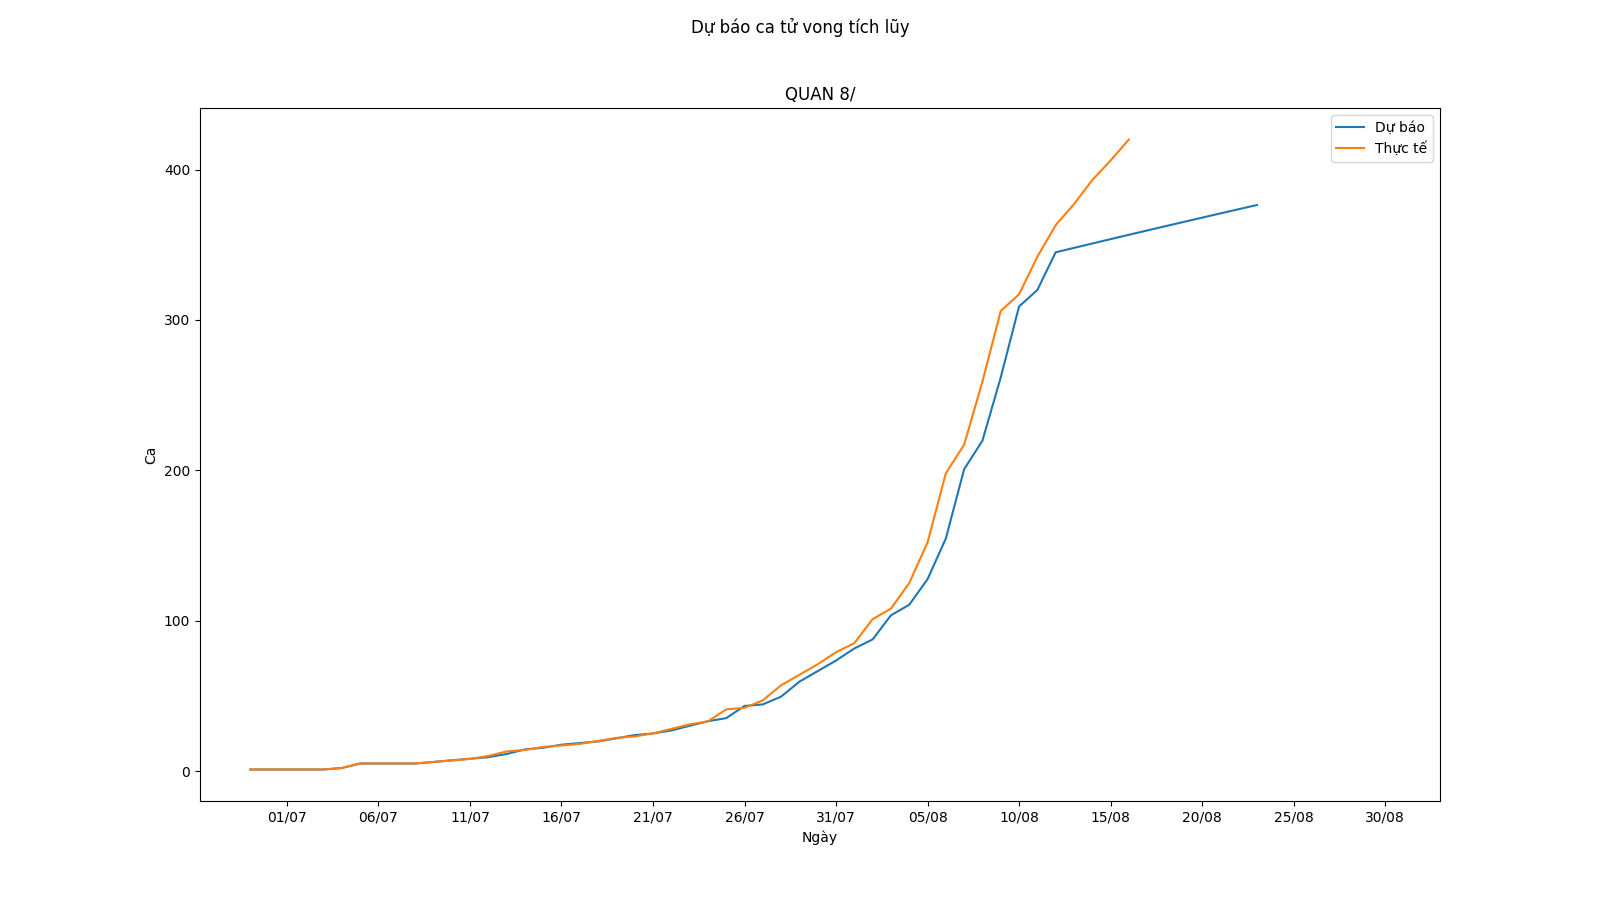 Dự báo ca tử vong tích lũy
QUAN 8/
Dự báo
Thực tế
400
300
200
100
0
Ca
01/07 06/07 11/07 16/07 21/07 26/07 31/07 05/08 10/08 15/08 20/08 25/08 30/08
Ngày